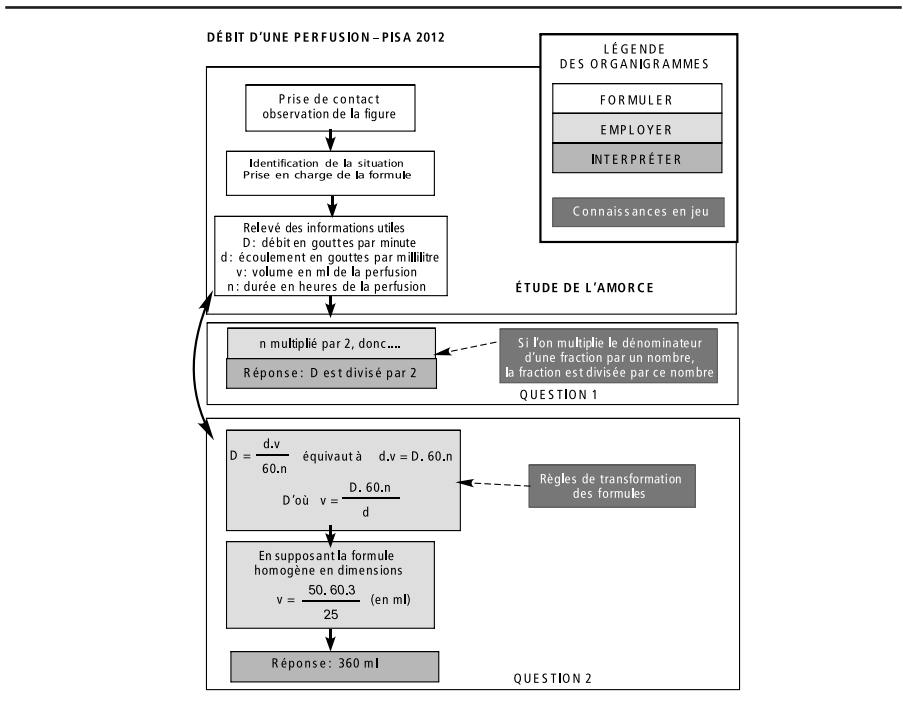 DÉBIT D'UNE PERFUSION – PISA 2012
LÉGENDE
DES ORGANIGRAMMES
FORMULER
EMPLOYER
INTERPRÉTER
Connaissances en jeu
Prise de contact
observation de la figure
Identification de la situation
Prise en charge de la formule
Relevé des informations utiles
D: débit en gouttes par minute
d: écoulement en gouttes par millilitre
v: volume en ml de la perfusion
n: durée en heures de la perfusion
ÉTUDE DE L'AMORCE
n multiplié par 2, donc....
Réponse: D est divisé par 2
Si l'on multiplie le dénominateur
d'une fraction par un nombre,
la fraction est divisée par ce nombre
QUESTION 1
D = d.v / 60.n équivaut à d.v = D. 60.n
D'où v = D. 60.n / d
Règles de transformation
des formules
En supposant la formule
homogène en dimensions
v = 50. 60.3 / 25 (en ml)
Réponse: 360 ml
QUESTION 2